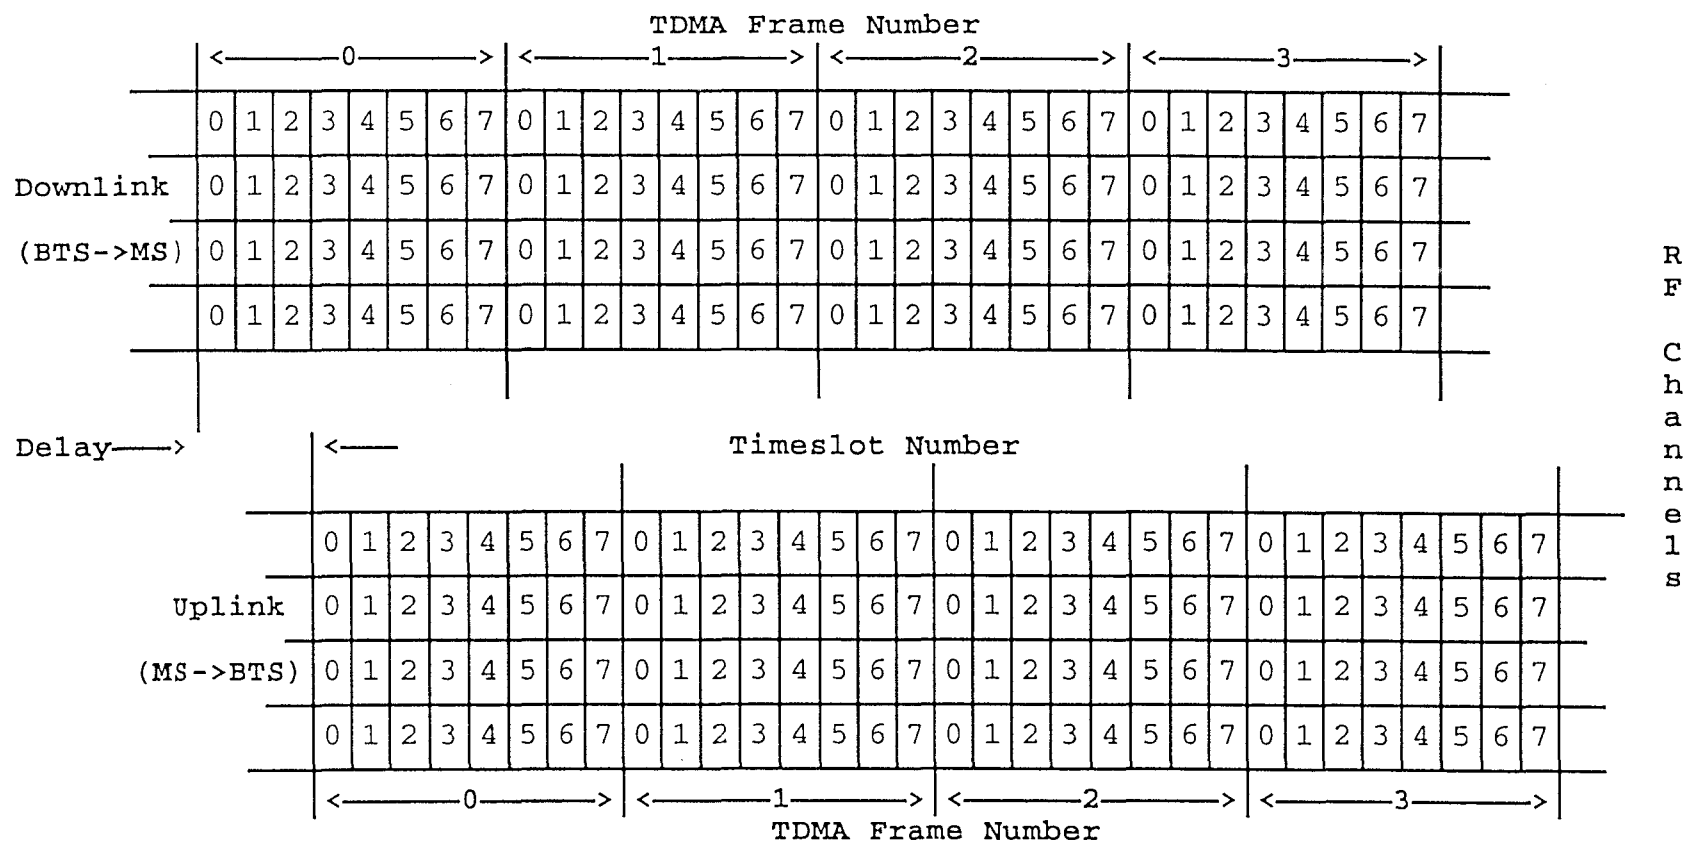 TDMA Frame Number
<——0——> <——1——> <——2——> <——3——>
0 1 2 3 4 5 6 7 0 1 2 3 4 5 6 7 0 1 2 3 4 5 6 7 0 1 2 3 4 5 6 7
Downlink 0 1 2 3 4 5 6 7 0 1 2 3 4 5 6 7 0 1 2 3 4 5 6 7 0 1 2 3 4 5 6 7
(BTS->MS) 0 1 2 3 4 5 6 7 0 1 2 3 4 5 6 7 0 1 2 3 4 5 6 7 0 1 2 3 4 5 6 7
0 1 2 3 4 5 6 7 0 1 2 3 4 5 6 7 0 1 2 3 4 5 6 7 0 1 2 3 4 5 6 7
Delay——> <—— Timeslot Number
0 1 2 3 4 5 6 7 0 1 2 3 4 5 6 7 0 1 2 3 4 5 6 7 0 1 2 3 4 5 6 7
Uplink 0 1 2 3 4 5 6 7 0 1 2 3 4 5 6 7 0 1 2 3 4 5 6 7 0 1 2 3 4 5 6 7
(MS->BTS) 0 1 2 3 4 5 6 7 0 1 2 3 4 5 6 7 0 1 2 3 4 5 6 7 0 1 2 3 4 5 6 7
0 1 2 3 4 5 6 7 0 1 2 3 4 5 6 7 0 1 2 3 4 5 6 7 0 1 2 3 4 5 6 7
<——0——> <——1——> <——2——> <——3——>
TDMA Frame Number
RF Channels